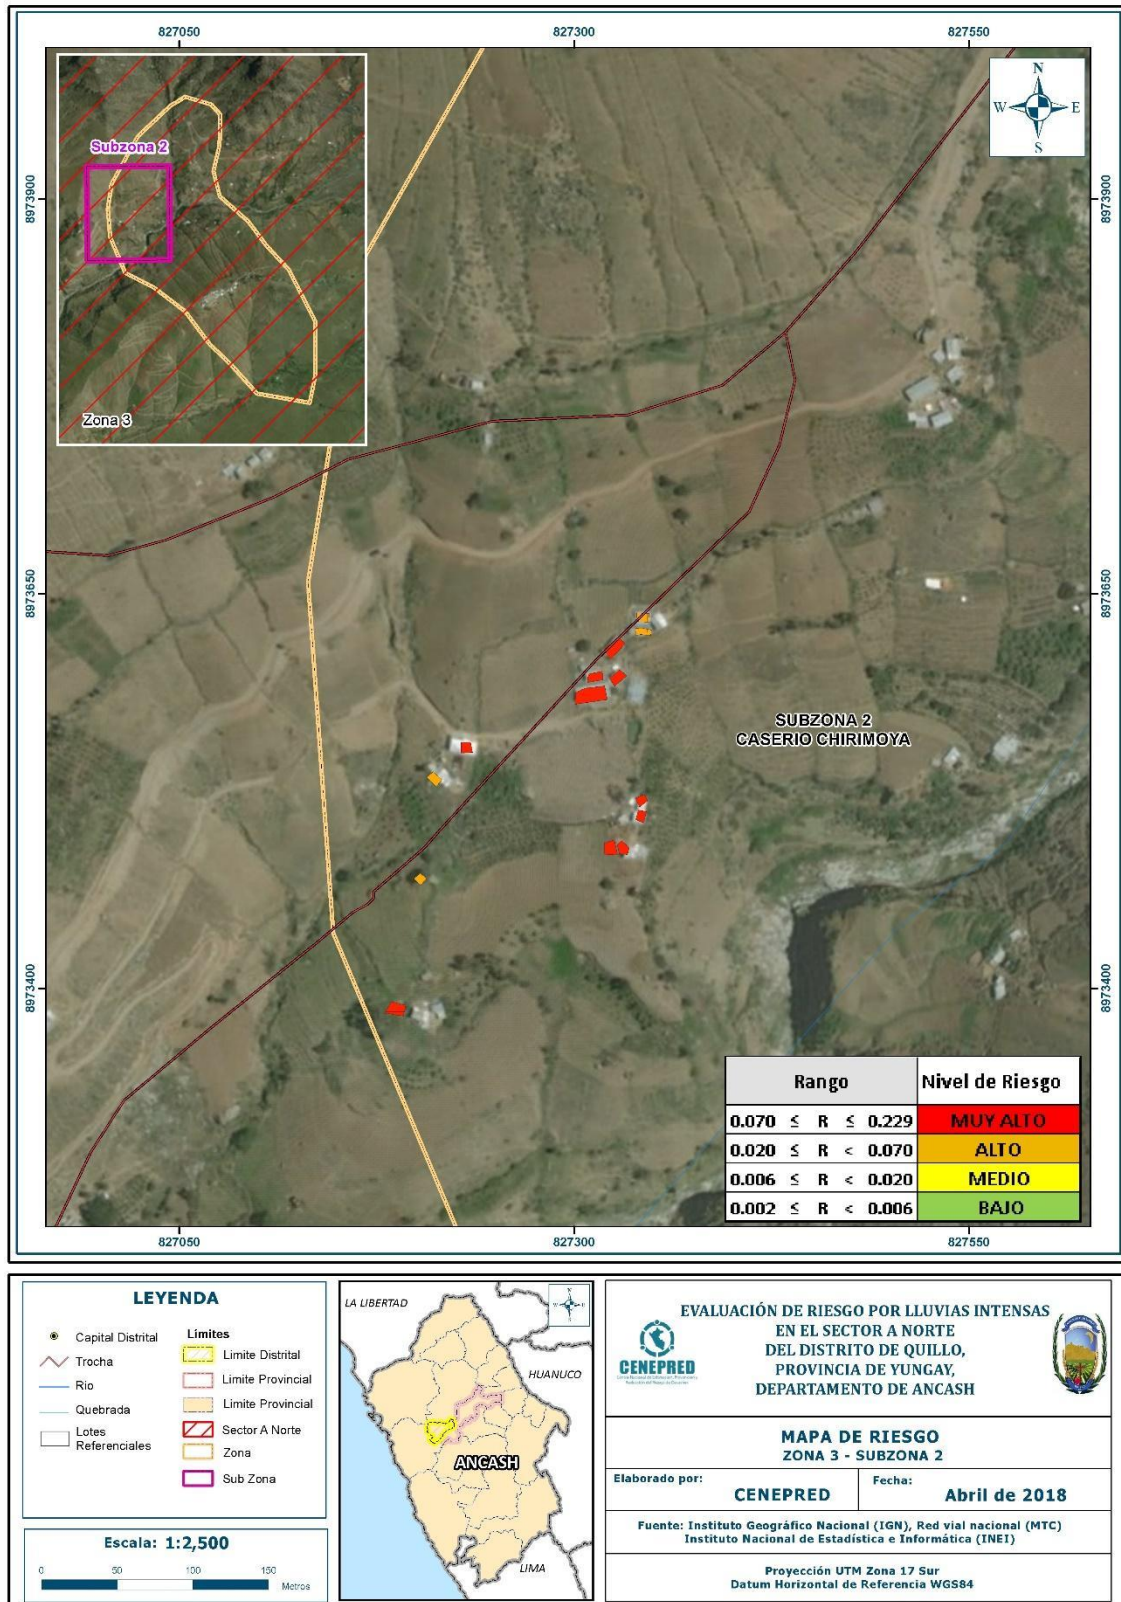 827050
827300
827550
N
W
E
S
Subzona 2
Zona 3
8973900
8973900
8973650
8973650
SUBZONA 2
CASERIO CHIRIMOYA
8973400
8973400
Rango
Nivel de Riesgo
0.070 ≤ R ≤ 0.229
MUY ALTO
0.020 ≤ R < 0.070
ALTO
0.006 ≤ R < 0.020
MEDIO
0.002 ≤ R < 0.006
BAJO
827050
827300
827550
LEYENDA
Capital Distrital
Trocha
Rio
Quebrada
Lotes
Referenciales
Límites
Limite Distrital
Limite Provincial
Limite Provincial
Sector A Norte
Zona
Sub Zona
Escala: 1:2,500
0
50
100
150
Metros
LA LIBERTAD
HUANUCO
ANCASH
LIMA
CENEPRED
EVALUACIÓN DE RIESGO POR LLUVIAS INTENSAS
EN EL SECTOR A NORTE
DEL DISTRITO DE QUILLO,
PROVINCIA DE YUNGAY,
DEPARTAMENTO DE ANCASH
MAPA DE RIESGO
ZONA 3 - SUBZONA 2
Elaborado por:
CENEPRED
Fecha:
Abril de 2018
Fuente: Instituto Geográfico Nacional (IGN), Red vial nacional (MTC)
Instituto Nacional de Estadística e Informática (INEI)
Proyección UTM Zona 17 Sur
Datum Horizontal de Referencia WGS84